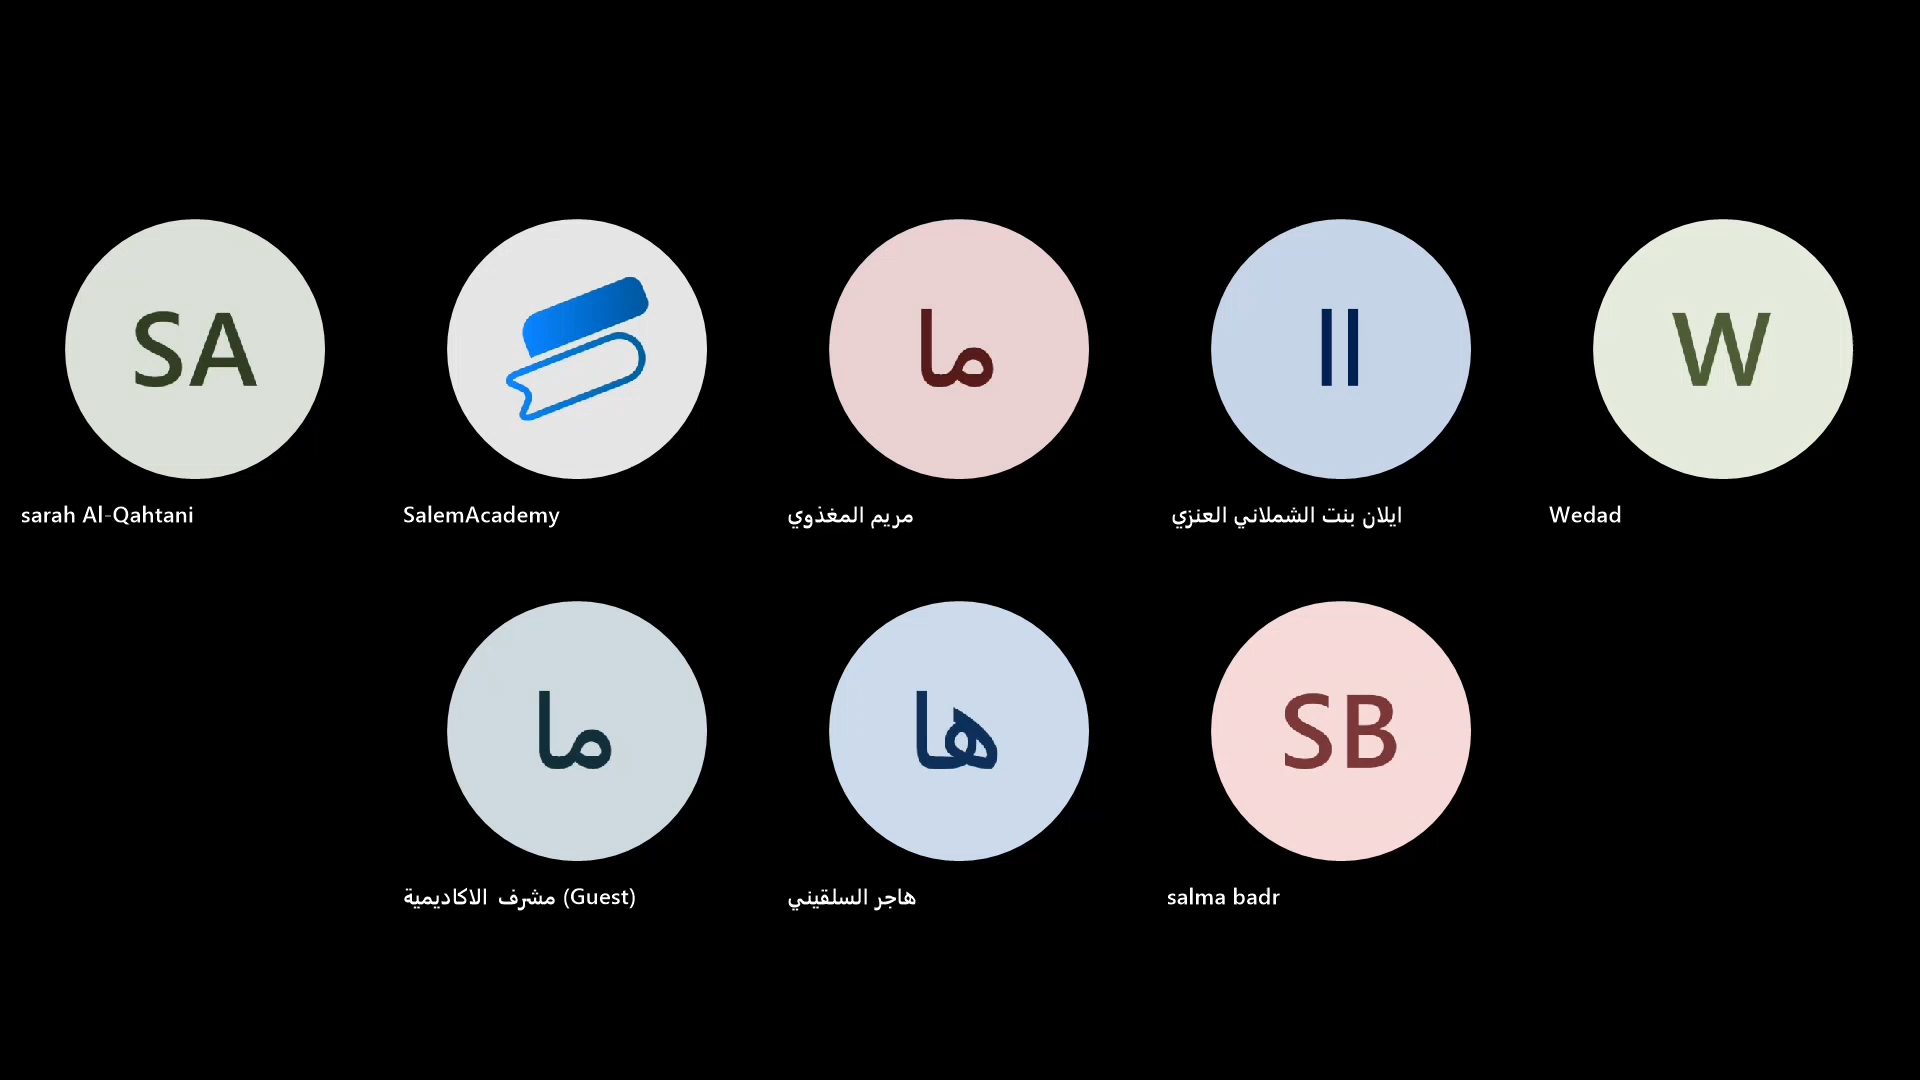 SA
sarah Al-Qahtani
SalemAcademy
ما
مريم المغذوي
اا
ايلان بنت الشملاني العنزي
W
Wedad
ما
مشرف الاكاديمية (Guest)
ها
هاجر السلقيني
SB
salma badr